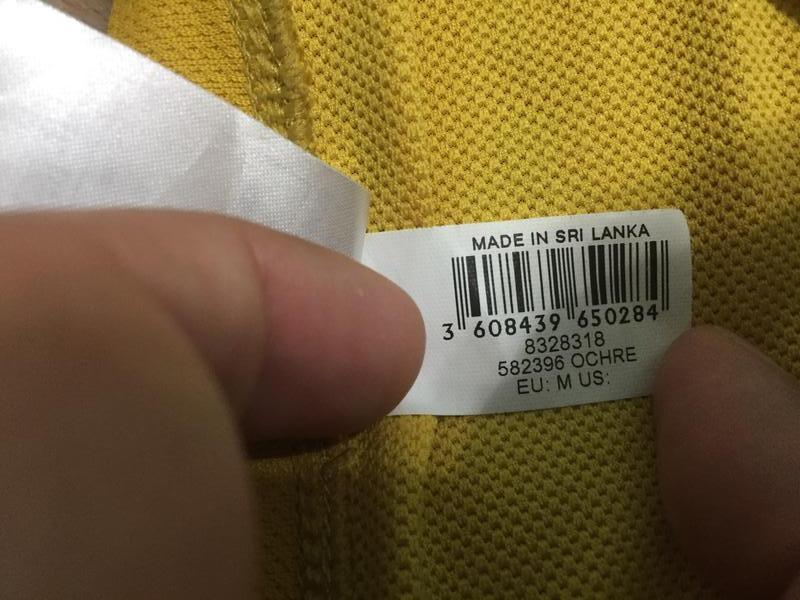 MADE IN SRI LANKA
3 608439 650284
8328318
582396 OCHRE
EU: M US: